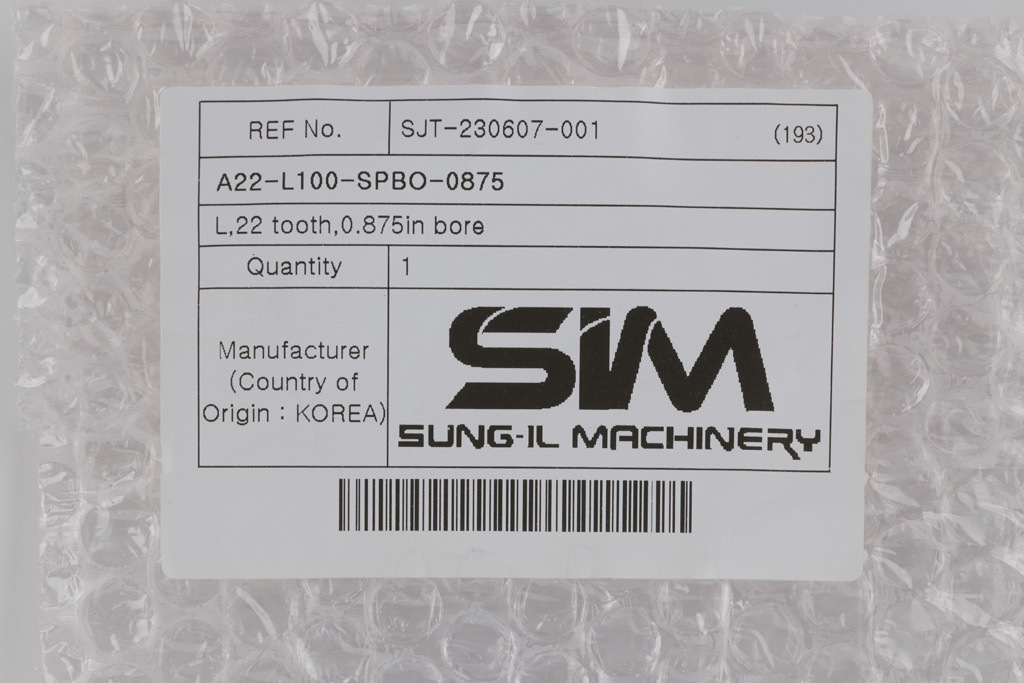 REF No. SJT-230607-001 (193)
A22-L100-SPBO-0875
L,22 tooth,0.875in bore
Quantity 1
Manufacturer
(Country of
Origin : KOREA)
SIM
SUNG-IL MACHINERY